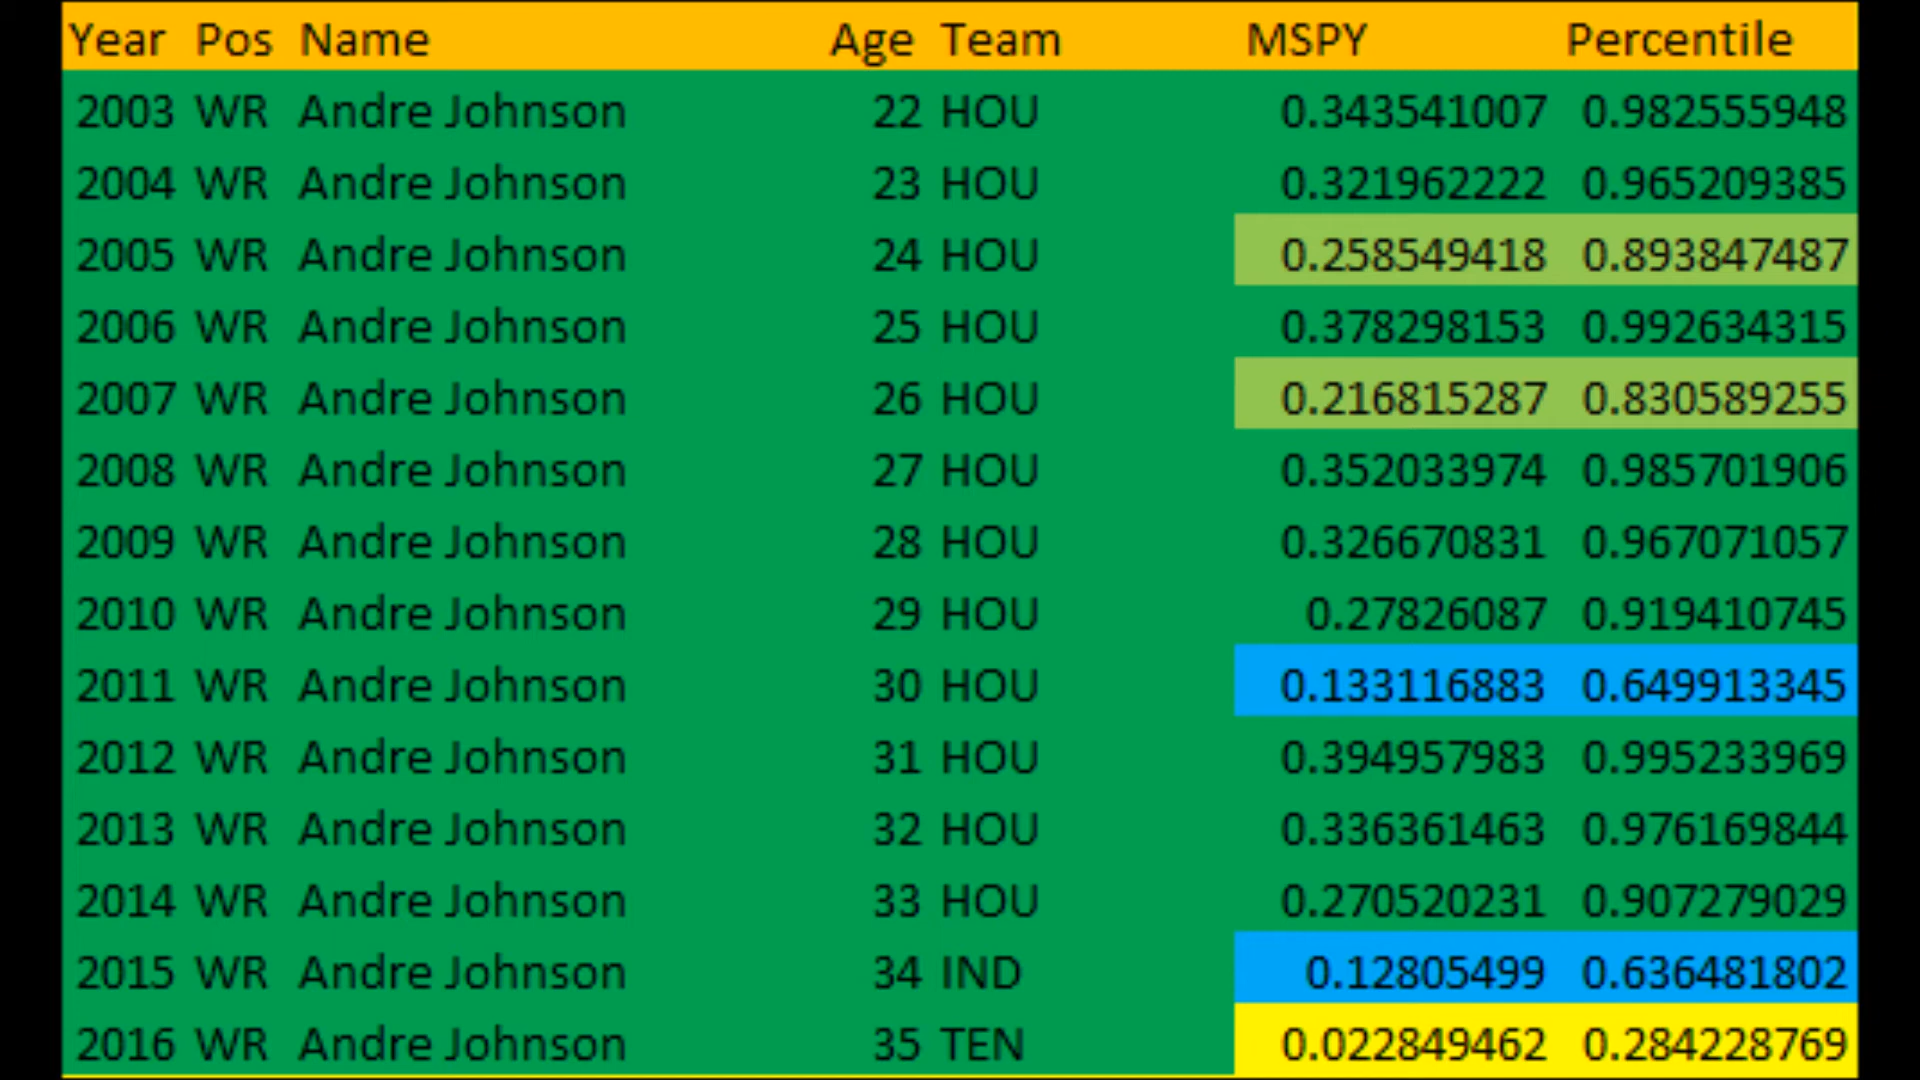 Year Pos Name Age Team MSPY Percentile
2003 WR Andre Johnson 22 HOU 0.343541007 0.982555948
2004 WR Andre Johnson 23 HOU 0.321962222 0.965209385
2005 WR Andre Johnson 24 HOU 0.258549418 0.893847487
2006 WR Andre Johnson 25 HOU 0.378298153 0.992634315
2007 WR Andre Johnson 26 HOU 0.216815287 0.830589255
2008 WR Andre Johnson 27 HOU 0.352033974 0.985701906
2009 WR Andre Johnson 28 HOU 0.326670831 0.967071057
2010 WR Andre Johnson 29 HOU 0.27826087 0.919410745
2011 WR Andre Johnson 30 HOU 0.133116883 0.649913345
2012 WR Andre Johnson 31 HOU 0.394957983 0.995233969
2013 WR Andre Johnson 32 HOU 0.336361463 0.976169844
2014 WR Andre Johnson 33 HOU 0.270520231 0.907279029
2015 WR Andre Johnson 34 IND 0.12805499 0.636481802
2016 WR Andre Johnson 35 TEN 0.022849462 0.284228769